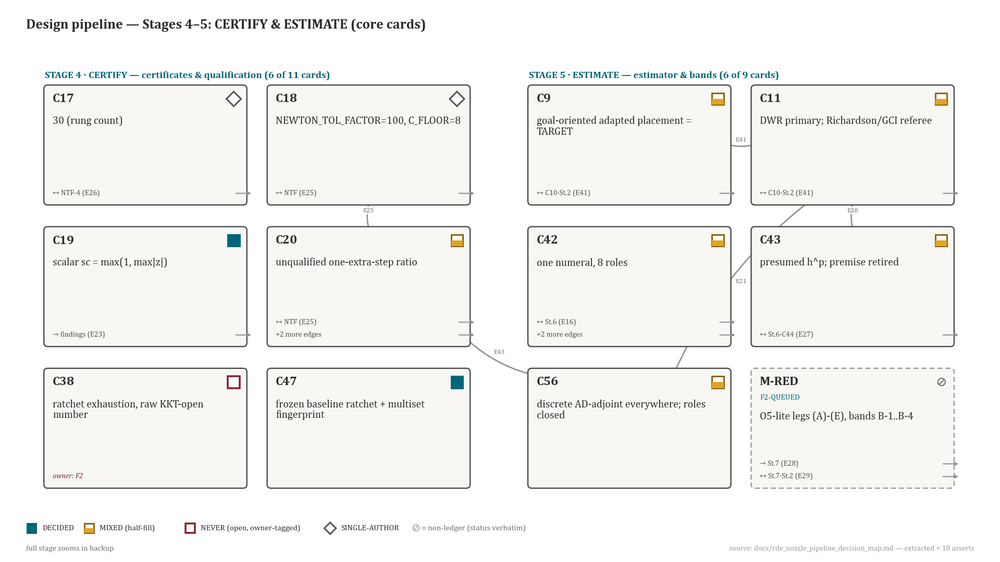 Design pipeline — Stages 4–5: CERTIFY & ESTIMATE (core cards)
STAGE 4 · CERTIFY — certificates & qualification (6 of 11 cards)
C17
30 (rung count)
↔ NTF-4 (E26)
C18
NEWTON_TOL_FACTOR=100, C_FLOOR=8
↔ NTF (E25)
E25
C19
scalar sc = max(1, max|z|)
→ findings (E23)
C20
unqualified one-extra-step ratio
↔ NTF (E25)
+2 more edges
E43
C38
ratchet exhaustion, raw KKT-open
number
owner: F2
C47
frozen baseline ratchet + multiset
fingerprint
STAGE 5 · ESTIMATE — estimator & bands (6 of 9 cards)
C9
goal-oriented adapted placement =
TARGET
↔ C10·St.2 (E41)
E41
C11
DWR primary; Richardson/GCI referee
↔ C10·St.2 (E41)
E20
C42
one numeral, 8 roles
↔ St.6 (E16)
+2 more edges
E21
C43
presumed h^p; premise retired
↔ St.6·C44 (E27)
C56
discrete AD-adjoint everywhere; roles
closed
M-RED
F2-QUEUED
O5-lite legs (A)-(E), bands B-1..B-4
→ St.7 (E28)
↔ St.7·St.2 (E29)
DECIDED
MIXED (half-fill)
NEVER (open, owner-tagged)
SINGLE-AUTHOR
∅ = non-ledger (status verbatim)
full stage zooms in backup
source: docs/rde_nozzle_pipeline_decision_map.md — extracted + 18 asserts